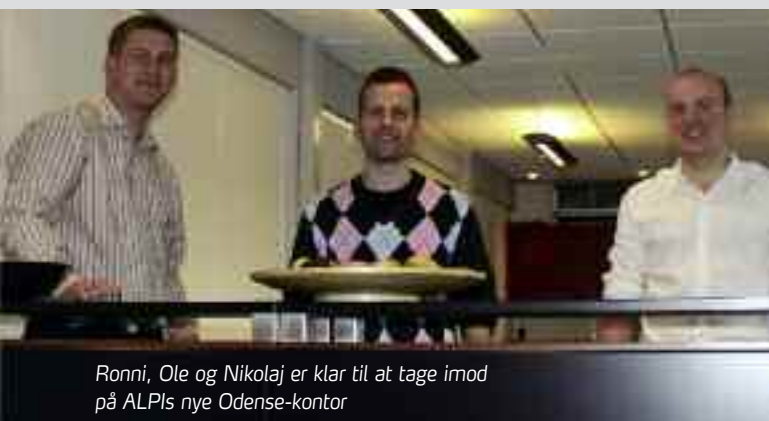 Ronni, Ole og Nikolaj er klar til at tage imod
på ALPIs nye Odense-kontor